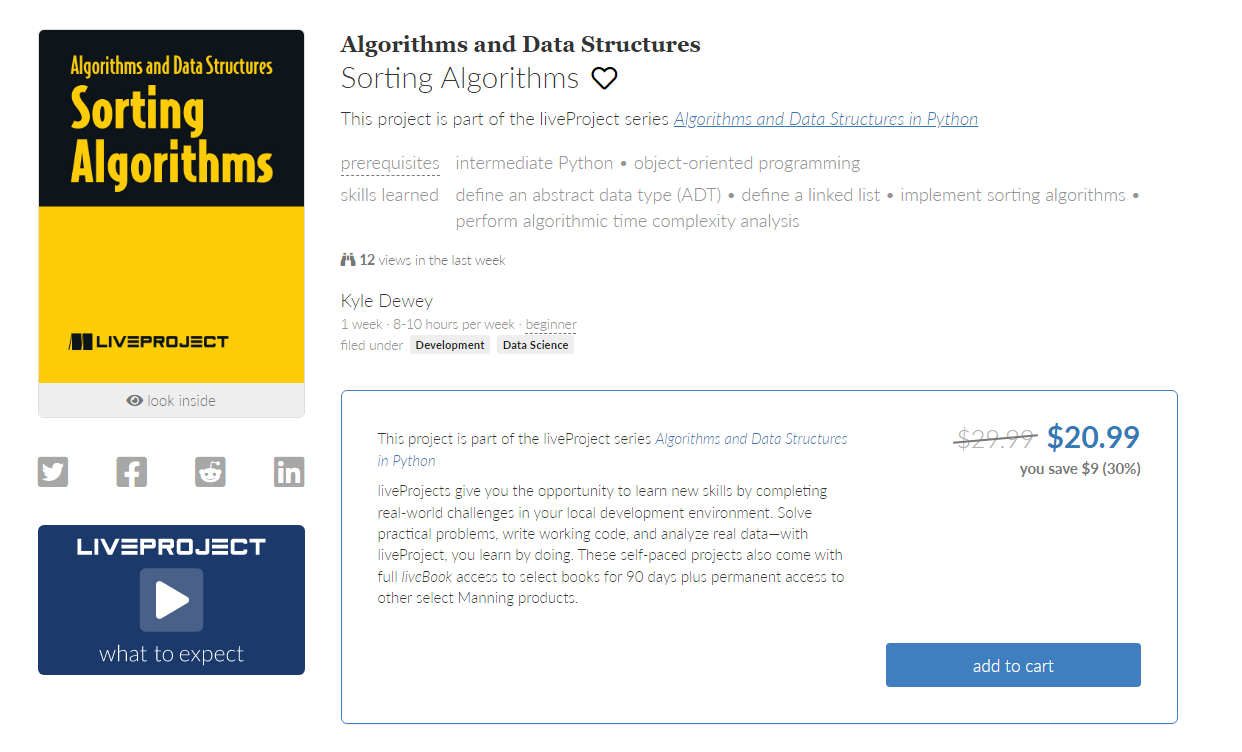 Algorithms and Data Structures
Sorting
Algorithms
LIVEPROJECT
look inside
LIVEPROJECT
what to expect
Algorithms and Data Structures
Sorting Algorithms
This project is part of the liveProject series Algorithms and Data Structures in Python
prerequisites intermediate Python • object-oriented programming
skills learned define an abstract data type (ADT) • define a linked list • implement sorting algorithms •
perform algorithmic time complexity analysis
12 views in the last week
Kyle Dewey
1 week · 8-10 hours per week · beginner
filed under Development Data Science
This project is part of the liveProject series Algorithms and Data Structures
in Python
liveProjects give you the opportunity to learn new skills by completing
real-world challenges in your local development environment. Solve
practical problems, write working code, and analyze real data—with
liveProject, you learn by doing. These self-paced projects also come with
full liveBook access to select books for 90 days plus permanent access to
other select Manning products.
$29.99 $20.99
you save $9 (30%)
add to cart